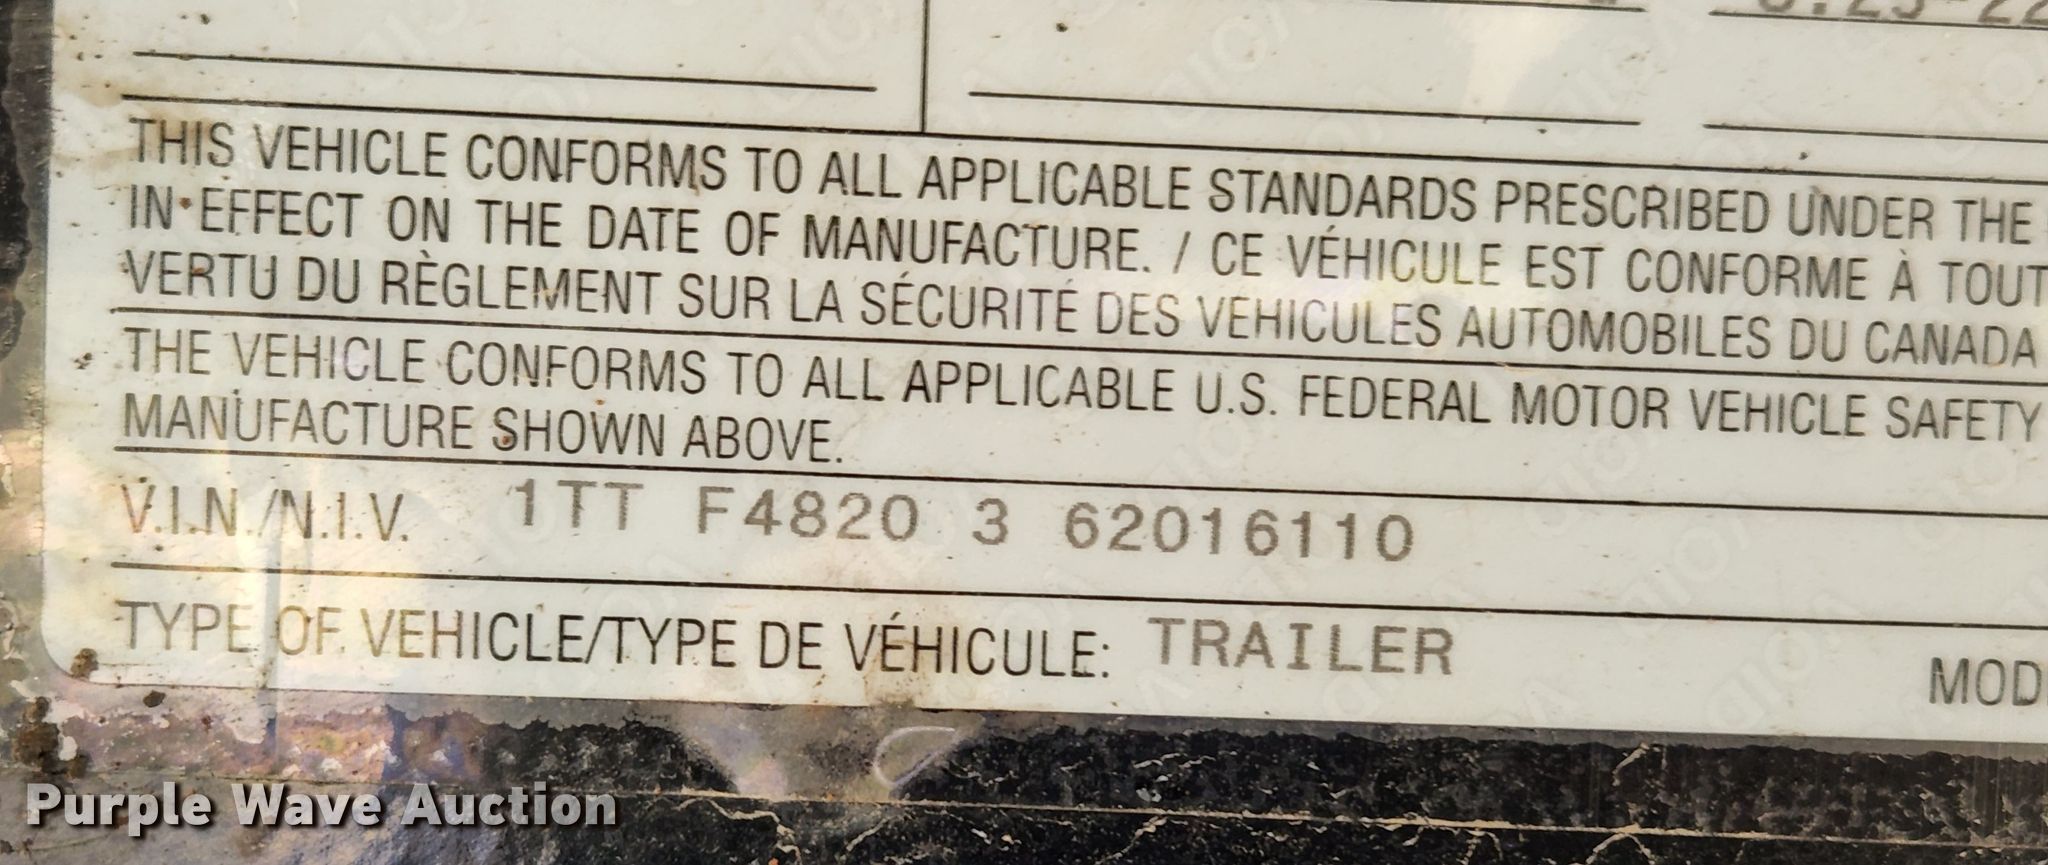 THIS VEHICLE CONFORMS TO ALL APPLICABLE STANDARDS PRESCRIBED UNDER THE
IN EFFECT ON THE DATE OF MANUFACTURE. / CE VÉHICULE EST CONFORME À TOUT
VERTU DU RÈGLEMENT SUR LA SÉCURITÉ DES VEHICULES AUTOMOBILES DU CANADA
THE VEHICLE CONFORMS TO ALL APPLICABLE U.S. FEDERAL MOTOR VEHICLE SAFETY
MANUFACTURE SHOWN ABOVE.
V.I.N./N.I.V. 1TT F4820 3 62016110
TYPE OF VEHICLE/TYPE DE VÉHICULE: TRAILER
MOD
Purple Wave Auction